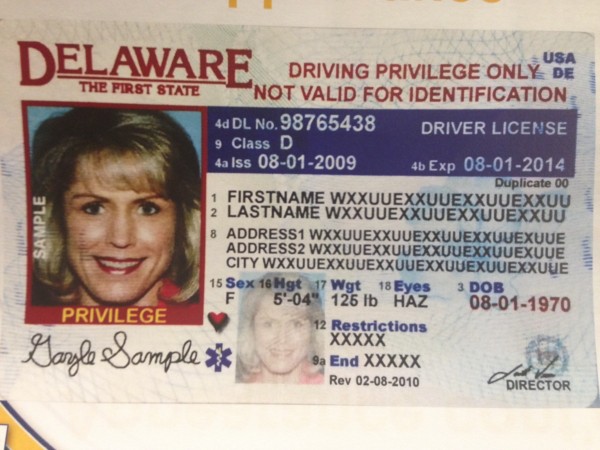 DELAWARE
THE FIRST STATE
USA
DE
DRIVING PRIVILEGE ONLY
NOT VALID FOR IDENTIFICATION
4d DL No. 98765438
DRIVER LICENSE
9 Class D
4a Iss 08-01-2009
4b Exp 08-01-2014
Duplicate 00
1 FIRSTNAME WXXUUEXXUUEXXUUEXXUU
2 LASTNAME WXXUUEXXUUEXXUUEXXUU
8 ADDRESS1 WXXUUEXXUUEXXUUEXUUE
ADDRESS2 WXXUUEXXUUEXXUUEXUUE
CITY WXXUUEXXUUEXXUUEXXUUEXXUUE
15 Sex 16 Hgt 17 Wgt 18 Eyes 3 DOB
F 5'-04" 125 lb HAZ 08-01-1970
12 Restrictions
XXXXX
9a End XXXXX
Rev 02-08-2010
DIRECTOR
SAMPLE
PRIVILEGE
Gayle Sample